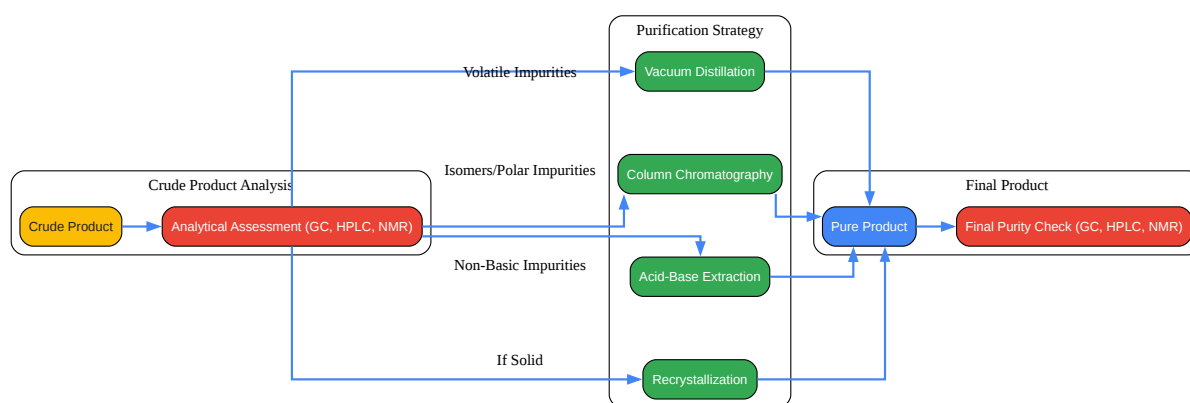 Purification Strategy
Volatile Impurities
Vacuum Distillation
Isomers/Polar Impurities
Column Chromatography
Crude Product Analysis
Final Product
Crude Product
Analytical Assessment (GC, HPLC, NMR)
Pure Product
Final Purity Check (GC, HPLC, NMR)
Non-Basic Impurities
Acid-Base Extraction
If Solid
Recrystallization